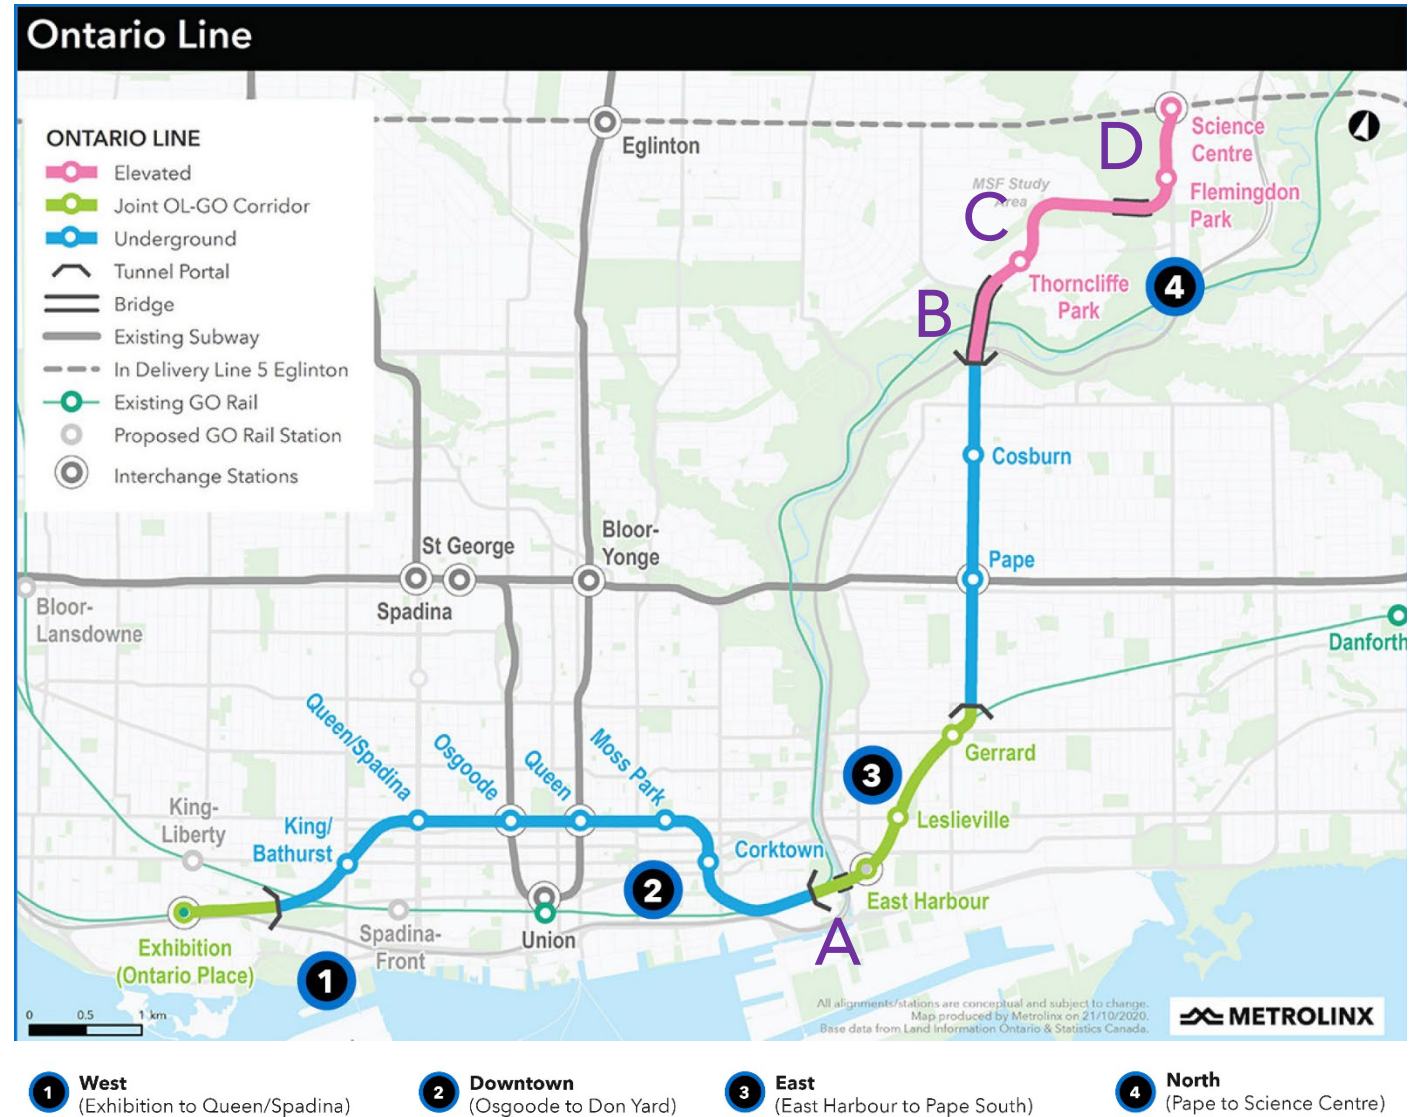 Ontario Line
ONTARIO LINE
Elevated
Joint OL-GO Corridor
Underground
Tunnel Portal
Bridge
Existing Subway
In Delivery Line 5 Eglinton
Existing GO Rail
Proposed GO Rail Station
Interchange Stations
Eglinton
D
Science
Centre
MSF Study
Area
C
Flemingdon
Park
B
Thorncliffe
Park
4
Cosburn
St George
Bloor-
Yonge
Pape
Spadina
Bloor-
Lansdowne
Danforth
Queen/Spadina
Osgoode
Queen
Moss Park
Gerrard
3
King-
Liberty
King/
Bathurst
Leslieville
Corktown
2
East Harbour
Exhibition
(Ontario Place)
Spadina-
Front
Union
A
1
0 0.5 1 km
All alignments/stations are conceptual and subject to change.
Map produced by Metrolinx on 21/10/2020.
Base data from Land Information Ontario & Statistics Canada.
METROLINX
1 West
(Exhibition to Queen/Spadina)
2 Downtown
(Osgoode to Don Yard)
3 East
(East Harbour to Pape South)
4 North
(Pape to Science Centre)